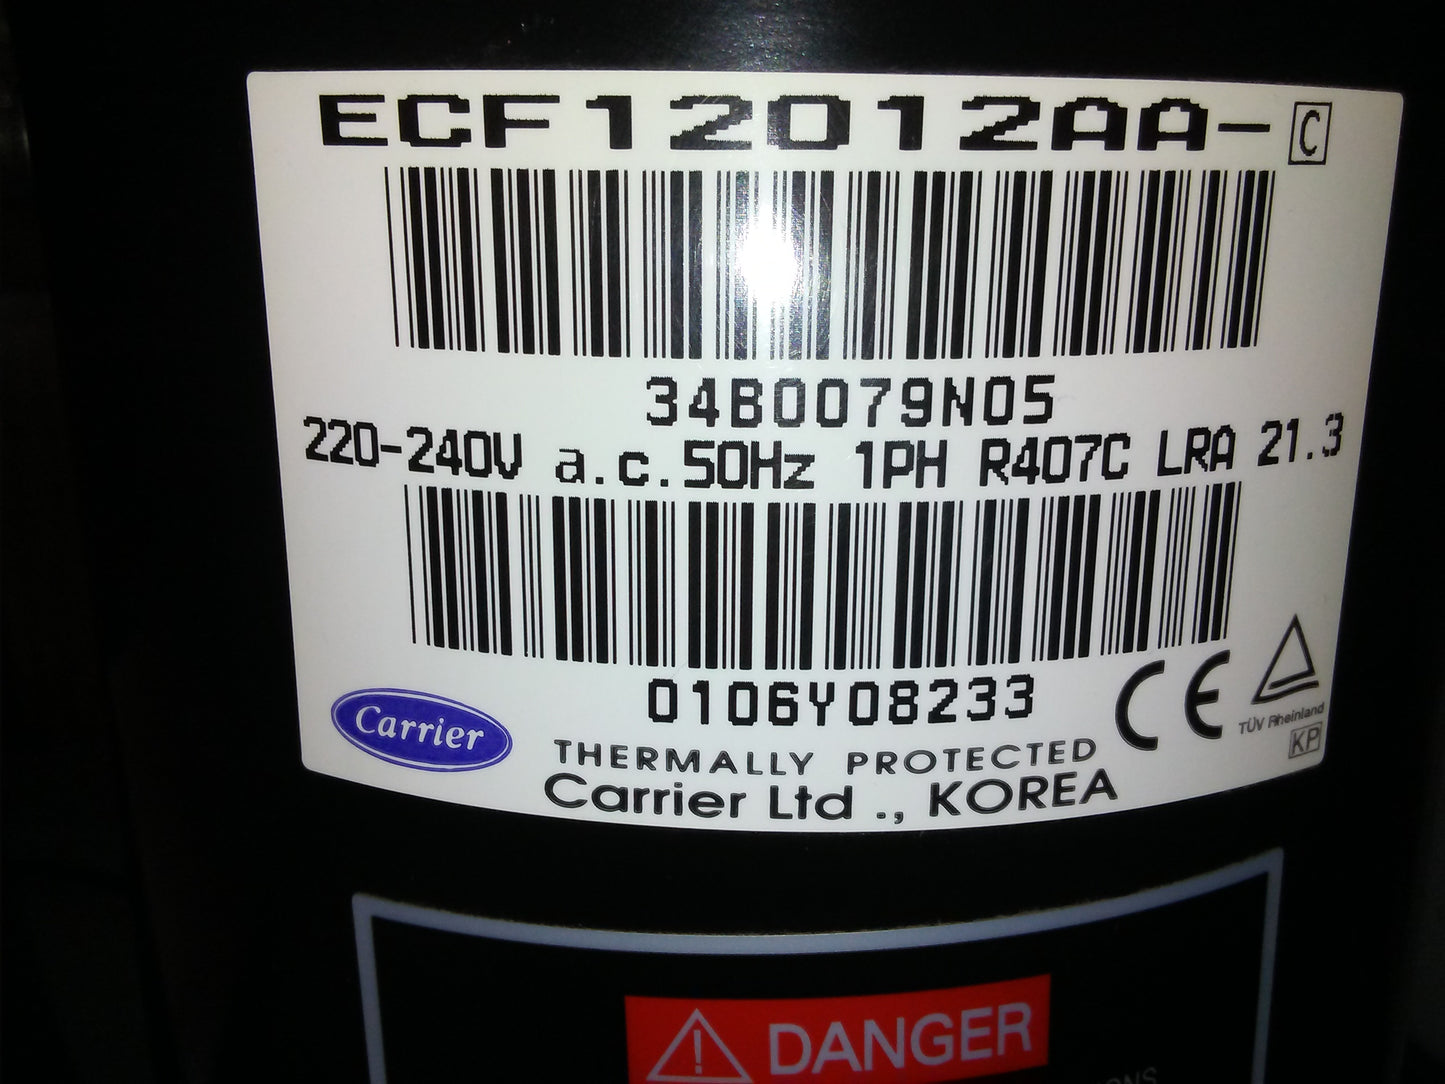 ECF12012AA- C
34B0079N05
220-240V a.c.50Hz 1PH R407C LRA 21.3
0106Y08233
Carrier
CE
TÜV Rheinland
KP
THERMALLY PROTECTED
Carrier Ltd ., KOREA
! DANGER